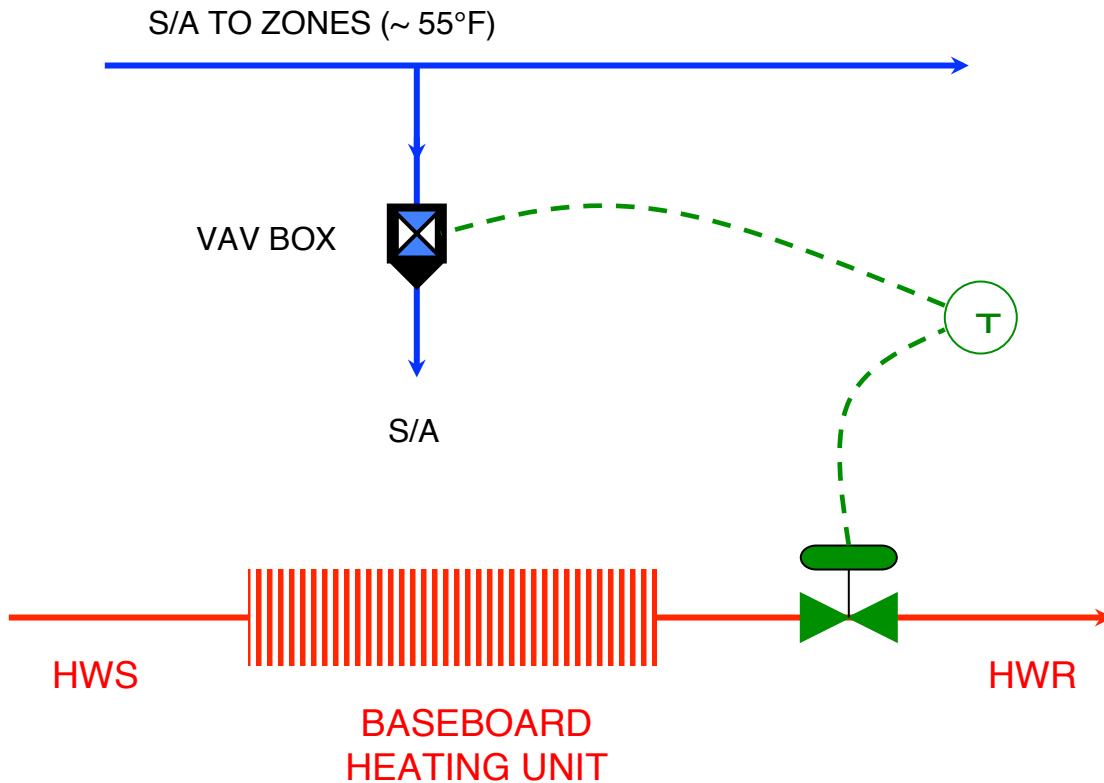 S/A TO ZONES (~ 55°F)
VAV BOX
T
S/A
HWS
HWR
BASEBOARD
HEATING UNIT